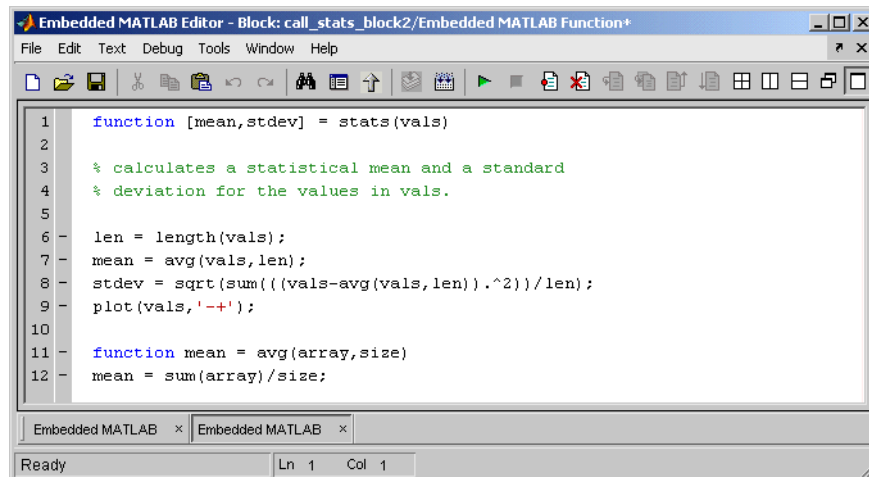 Embedded MATLAB Editor - Block: call_stats_block2/Embedded MATLAB Function*
File Edit Text Debug Tools Window Help
1 function [mean,stdev] = stats(vals)
2
3 % calculates a statistical mean and a standard
4 % deviation for the values in vals.
5
6 - len = length(vals);
7 - mean = avg(vals,len);
8 - stdev = sqrt(sum(((vals-avg(vals,len)).^2))/len);
9 - plot(vals,'-+');
10
11 - function mean = avg(array,size)
12 - mean = sum(array)/size;
Embedded MATLAB × Embedded MATLAB ×
Ready Ln 1 Col 1